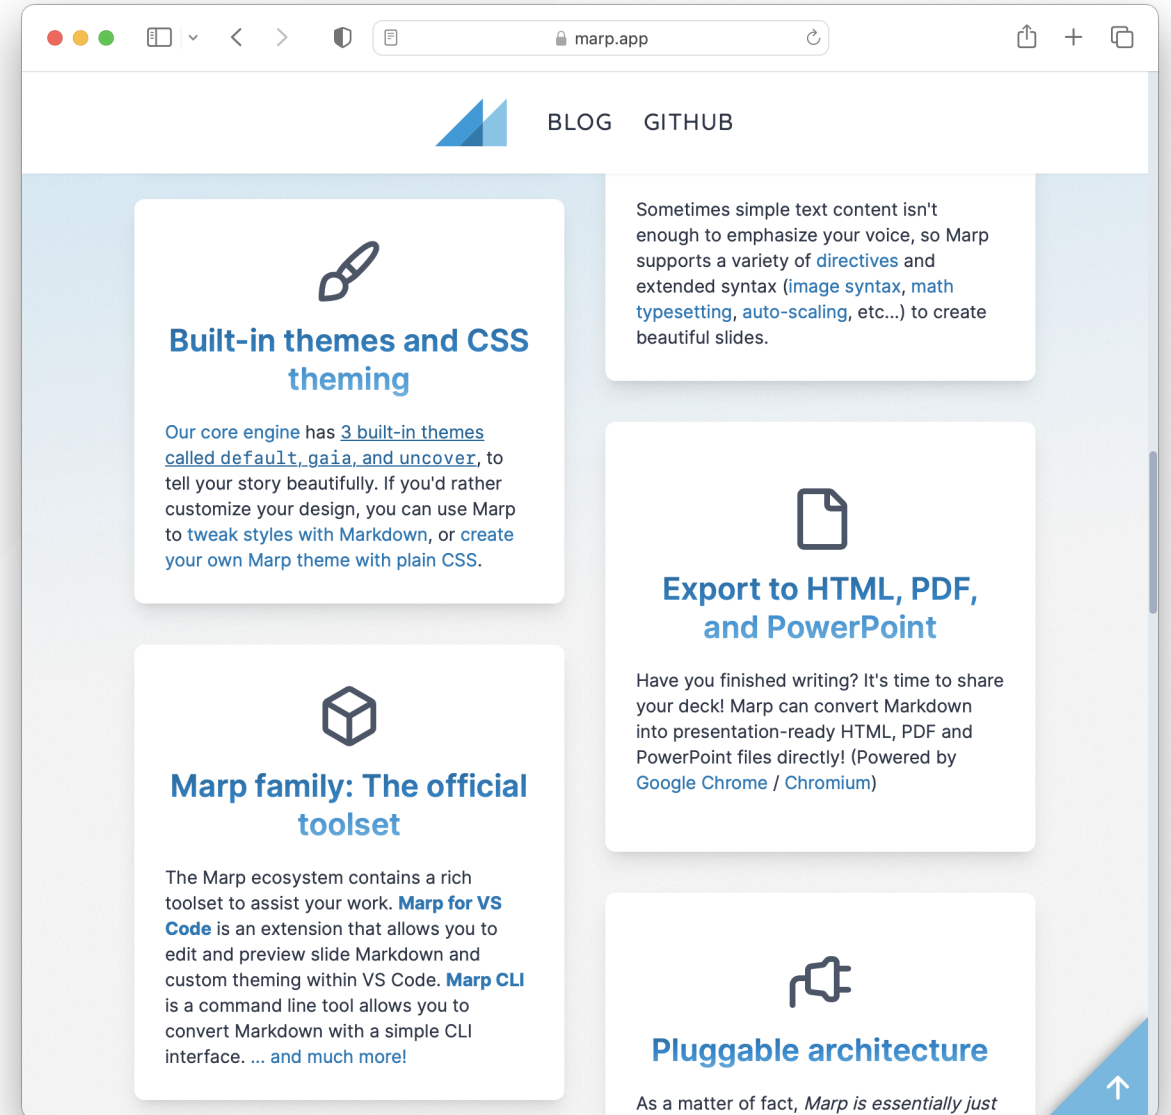 marp.app
BLOG GITHUB
Built-in themes and CSS
theming
Our core engine has 3 built-in themes
called default, gaia, and uncover, to
tell your story beautifully. If you'd rather
customize your design, you can use Marp
to tweak styles with Markdown, or create
your own Marp theme with plain CSS.
Marp family: The official
toolset
The Marp ecosystem contains a rich
toolset to assist your work. Marp for VS
Code is an extension that allows you to
edit and preview slide Markdown and
custom theming within VS Code. Marp CLI
is a command line tool allows you to
convert Markdown with a simple CLI
interface. ... and much more!
Sometimes simple text content isn't
enough to emphasize your voice, so Marp
supports a variety of directives and
extended syntax (image syntax, math
typesetting, auto-scaling, etc...) to create
beautiful slides.
Export to HTML, PDF,
and PowerPoint
Have you finished writing? It's time to share
your deck! Marp can convert Markdown
into presentation-ready HTML, PDF and
PowerPoint files directly! (Powered by
Google Chrome / Chromium)
Pluggable architecture
As a matter of fact, Marp is essentially just